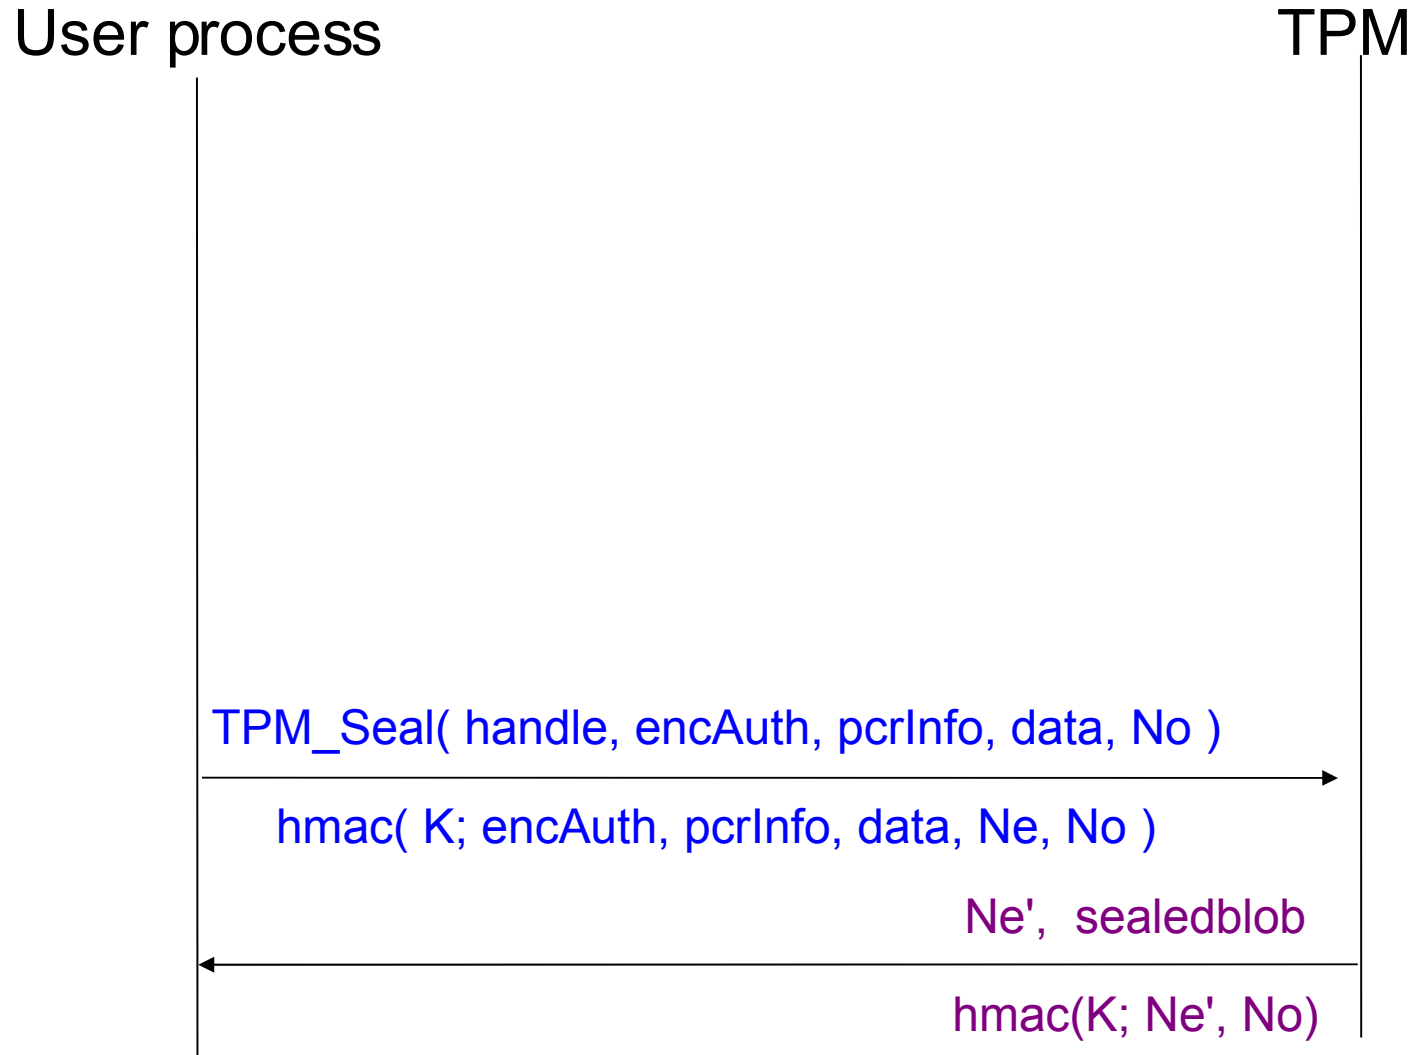 User process
TPM
TPM_Seal( handle, encAuth, pcrInfo, data, No )
hmac( K; encAuth, pcrInfo, data, Ne, No )
Ne', sealedblob
hmac(K; Ne', No)